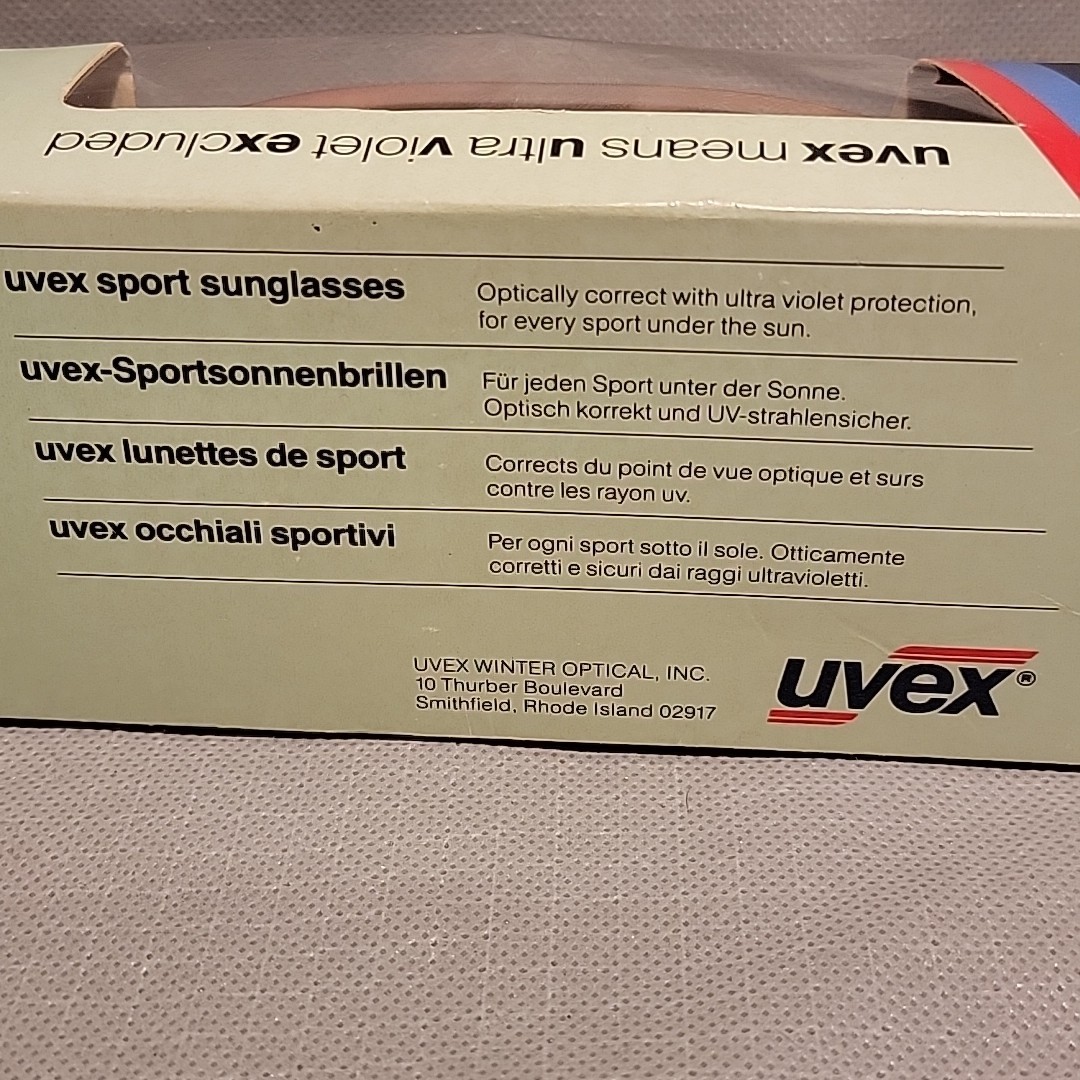 uvex means ultra violet excluded
uvex sport sunglasses
Optically correct with ultra violet protection,
for every sport under the sun.
uvex-Sportsonnenbrillen
Für jeden Sport unter der Sonne.
Optisch korrekt und UV-strahlensicher.
uvex lunettes de sport
Corrects du point de vue optique et surs
contre les rayon uv.
uvex occhiali sportivi
Per ogni sport sotto il sole. Otticamente
corretti e sicuri dai raggi ultravioletti.
UVEX WINTER OPTICAL, INC.
10 Thurber Boulevard
Smithfield, Rhode Island 02917
uvex®